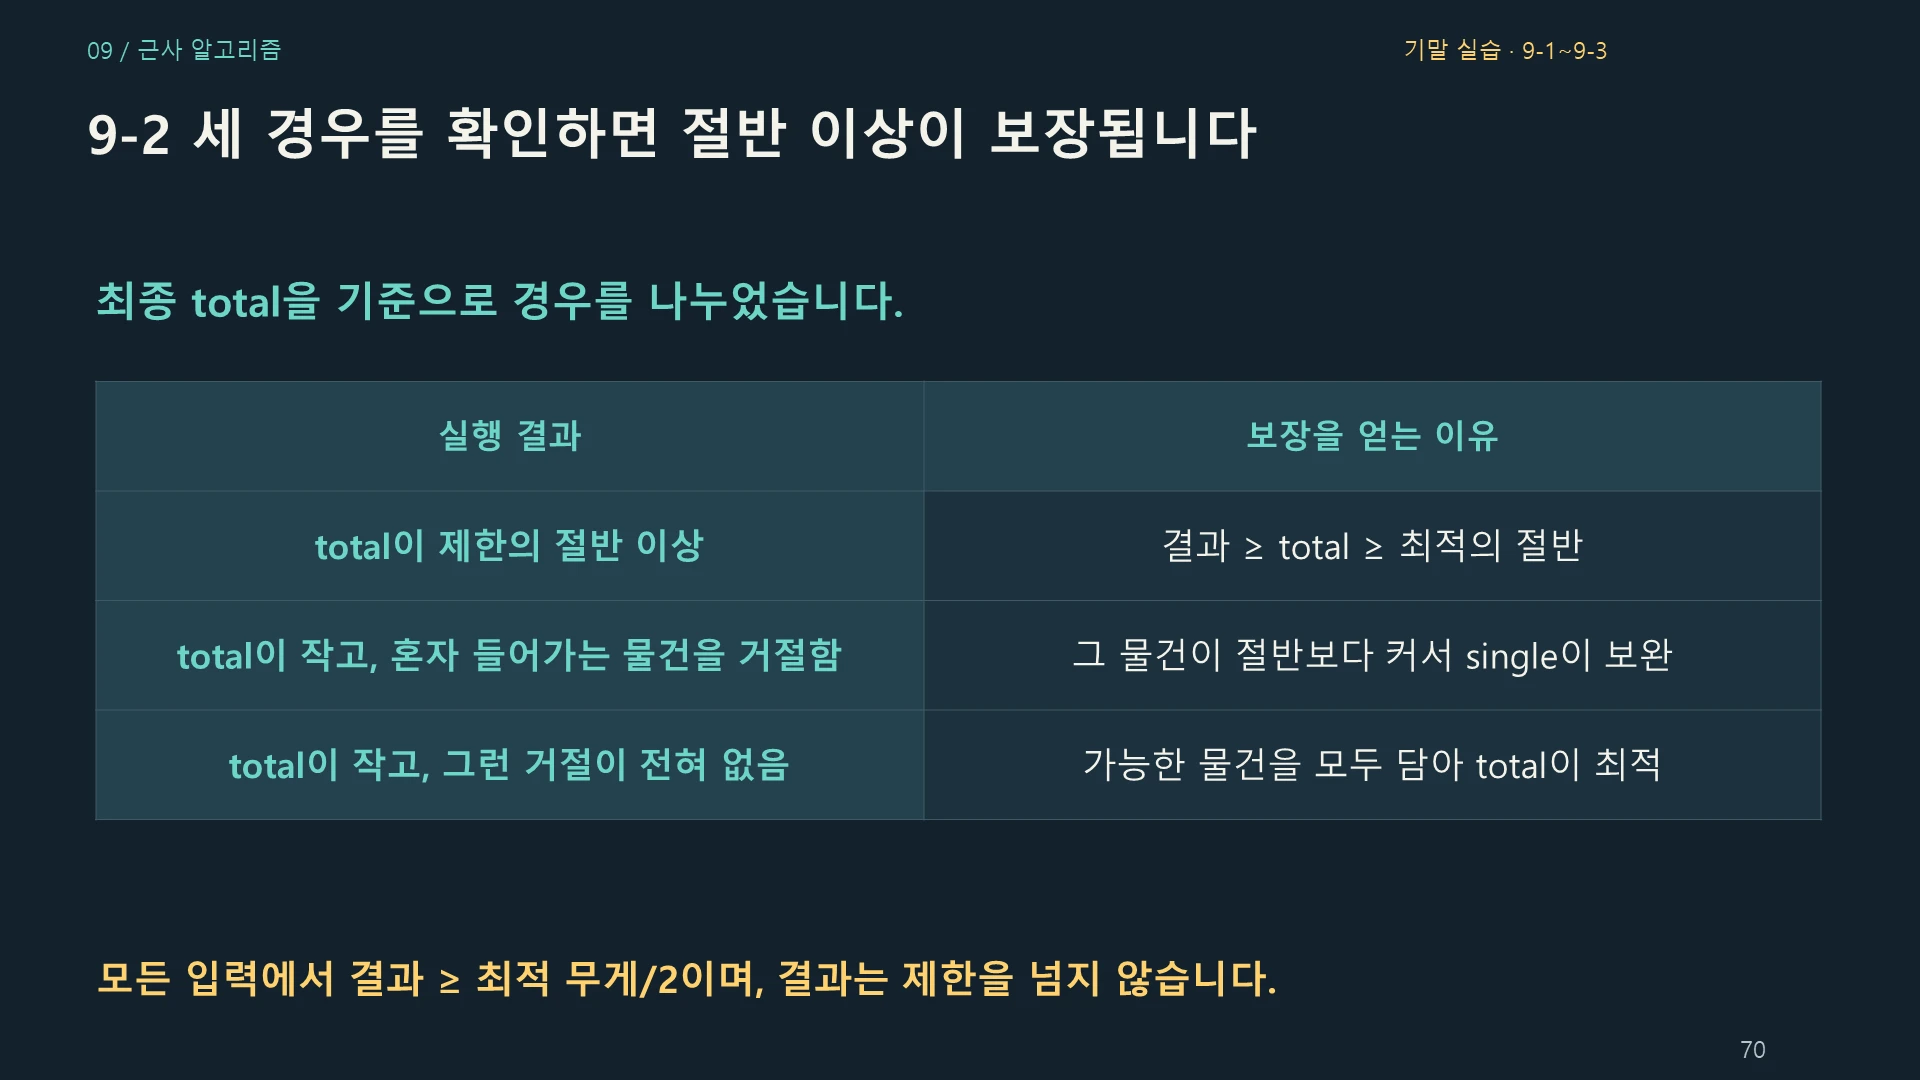 09 / 근사 알고리즘
기말 실습 · 9-1~9-3
9-2 세 경우를 확인하면 절반 이상이 보장됩니다
최종 total을 기준으로 경우를 나누었습니다.
실행 결과
보장을 얻는 이유
total이 제한의 절반 이상
결과 ≥ total ≥ 최적의 절반
total이 작고, 혼자 들어가는 물건을 거절함
그 물건이 절반보다 커서 single이 보완
total이 작고, 그런 거절이 전혀 없음
가능한 물건을 모두 담아 total이 최적
모든 입력에서 결과 ≥ 최적 무게/2이며, 결과는 제한을 넘지 않습니다.
70